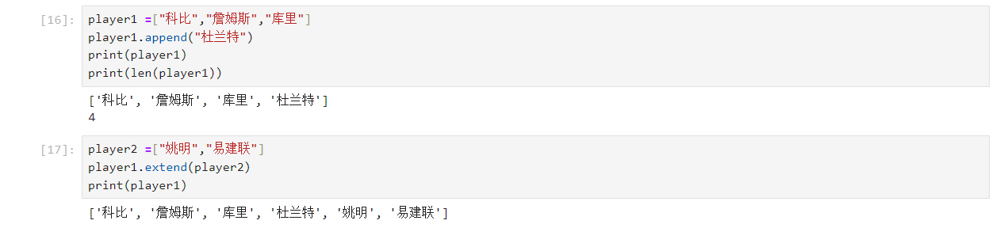 [16]:
player1 =["科比","詹姆斯","库里"]
player1.append("杜兰特")
print(player1)
print(len(player1))
['科比', '詹姆斯', '库里', '杜兰特']
4
[17]:
player2 =["姚明","易建联"]
player1.extend(player2)
print(player1)
['科比', '詹姆斯', '库里', '杜兰特', '姚明', '易建联']